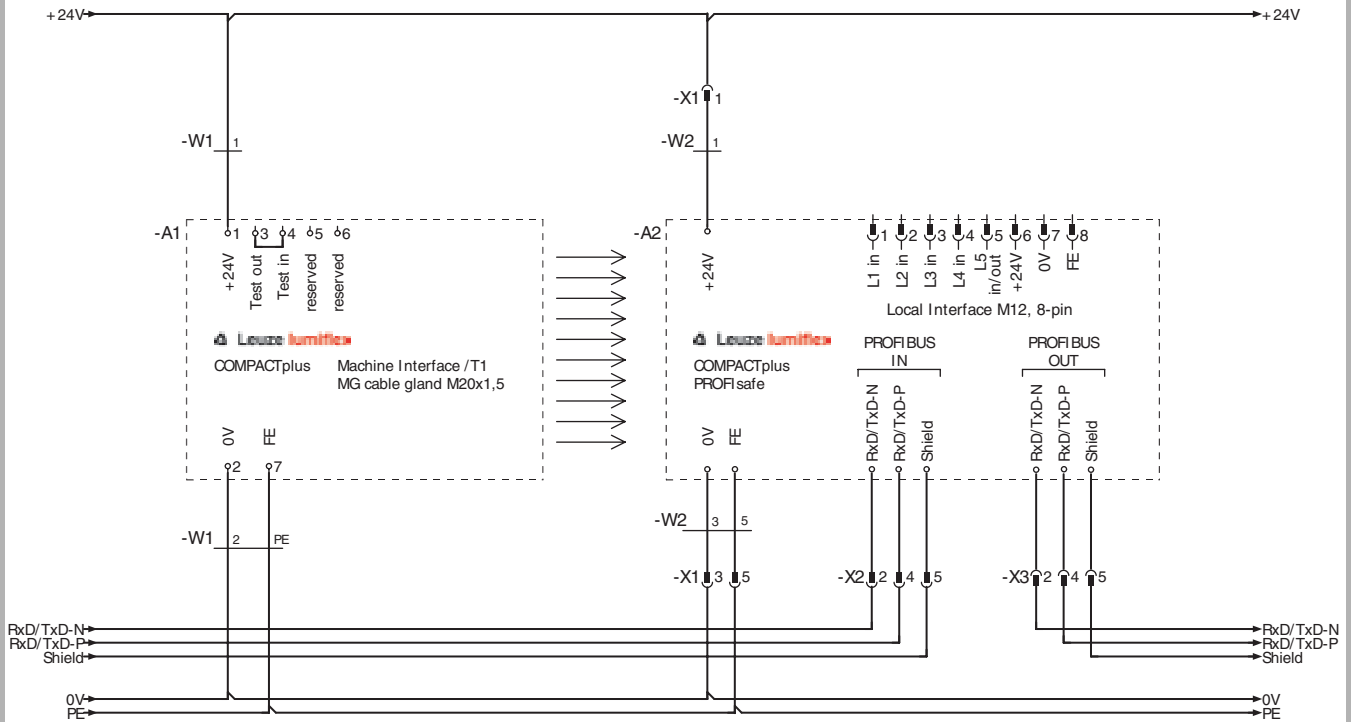 +24V
+24V
-X1 1
-W1 1
-W2 1
-A1
1 3 4 5 6
+24V
Test out
Test in
reserved
reserved
Leuze lumiflex
COMPACTplus
Machine Interface /T1
MG cable gland M20x1,5
0V
FE
2 7
-A2
+24V
1 2 3 4 5 6 7 8
L1 in
L2 in
L3 in
L4 in
L5
in/out
+24V
0V
FE
Local Interface M12, 8-pin
Leuze lumiflex
COMPACTplus
PROFIsafe
PROFIBUS
IN
PROFIBUS
OUT
0V
FE
RxD/TxD-N
RxD/TxD-P
Shield
RxD/TxD-N
RxD/TxD-P
Shield
-W1 2 PE
-W2 3 5
-X1 3 5
-X2 2 4 5
-X3 2 4 5
RxD/TxD-N
RxD/TxD-P
Shield
RxD/TxD-N
RxD/TxD-P
Shield
0V
PE
0V
PE